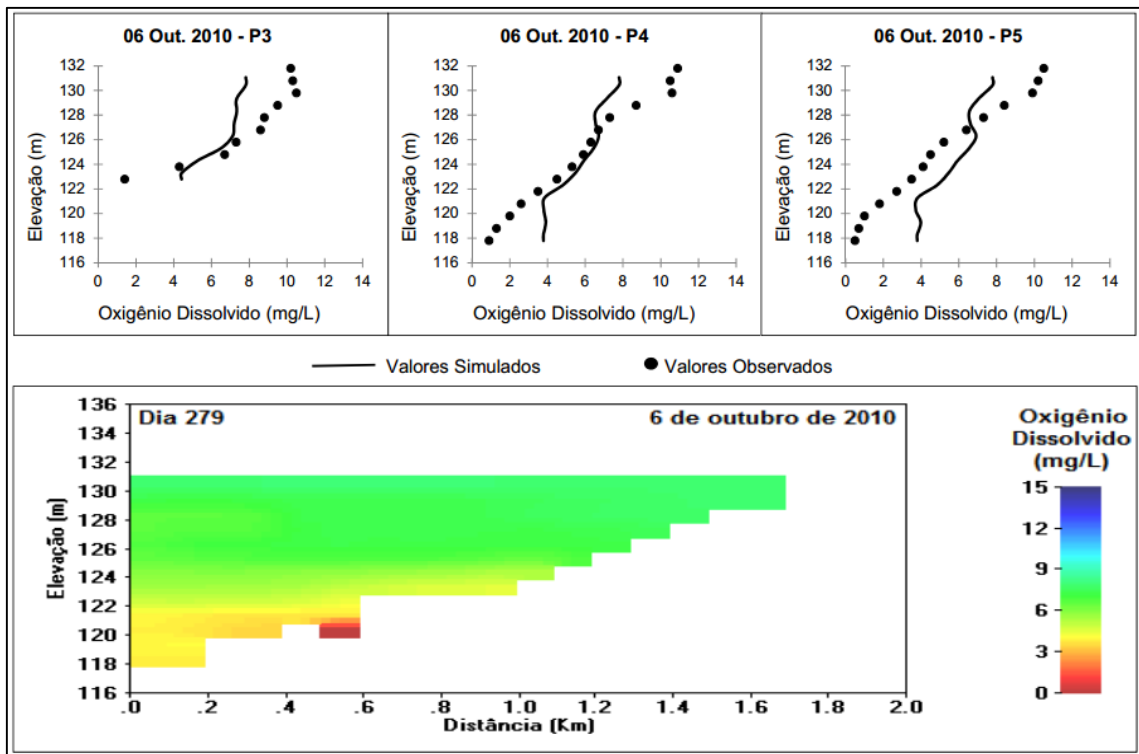 06 Out. 2010 - P3
132
130
128
126
124
122
120
118
116
Elevação (m)
0 2 4 6 8 10 12 14
Oxigênio Dissolvido (mg/L)
06 Out. 2010 - P4
132
130
128
126
124
122
120
118
116
Elevação (m)
0 2 4 6 8 10 12 14
Oxigênio Dissolvido (mg/L)
06 Out. 2010 - P5
132
130
128
126
124
122
120
118
116
Elevação (m)
0 2 4 6 8 10 12 14
Oxigênio Dissolvido (mg/L)
Valores Simulados
Valores Observados
Dia 279
6 de outubro de 2010
136
134
132
130
128
126
124
122
120
118
116
Elevação (m)
.0 .2 .4 .6 .8 1.0 1.2 1.4 1.6 1.8 2.0
Distância (Km)
Oxigênio
Dissolvido
(mg/L)
15
12
9
6
3
0